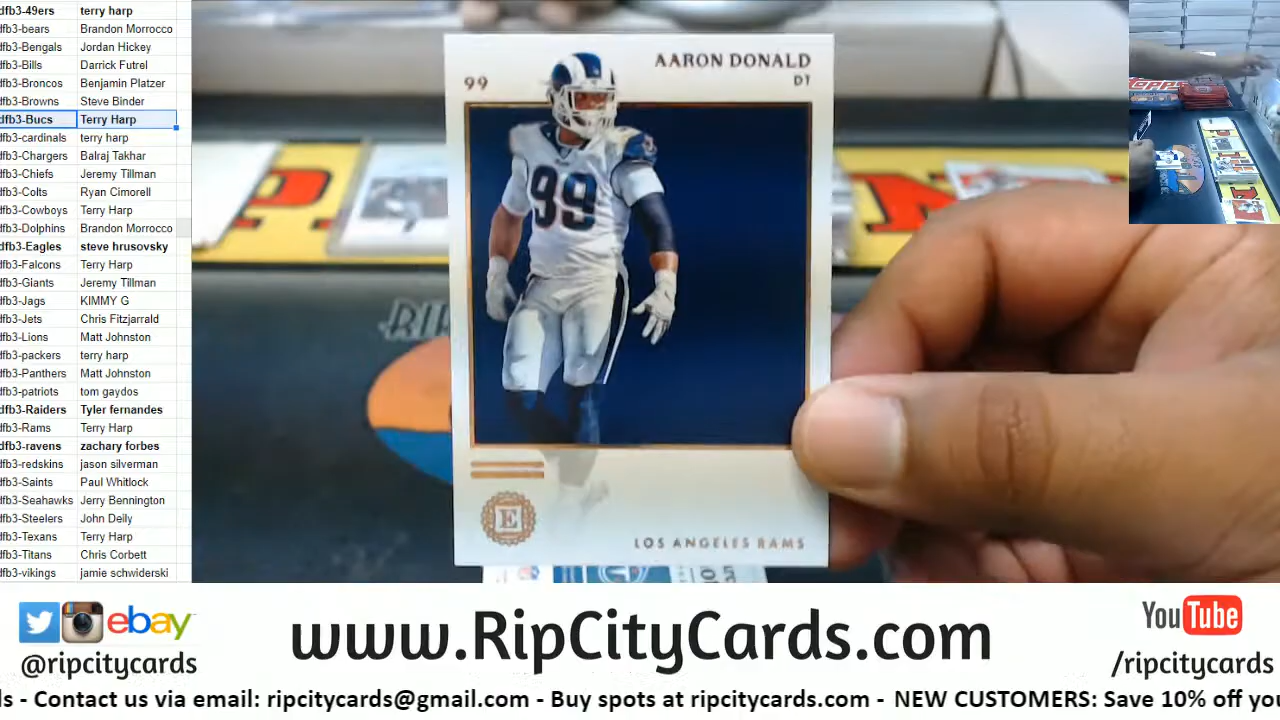 dfb3-49ers terry harp
dfb3-bears Brandon Morrocco
dfb3-Bengals Jordan Hickey
dfb3-Bills Darrick Futrel
dfb3-Broncos Benjamin Platzer
dfb3-Browns Steve Binder
dfb3-Bucs Terry Harp
dfb3-cardinals terry harp
dfb3-Chargers Balraj Takhar
dfb3-Chiefs Jeremy Tillman
dfb3-Colts Ryan Cimorell
dfb3-Cowboys Terry Harp
dfb3-Dolphins Brandon Morrocco
dfb3-Eagles steve hrusovsky
dfb3-Falcons Terry Harp
dfb3-Giants Jeremy Tillman
dfb3-Jags KIMMY G
dfb3-Jets Chris Fitzjarrald
dfb3-Lions Matt Johnston
dfb3-packers terry harp
dfb3-Panthers Matt Johnston
dfb3-patriots tom gaydos
dfb3-Raiders Tyler fernandes
dfb3-Rams Terry Harp
dfb3-ravens zachary forbes
dfb3-redskins jason silverman
dfb3-Saints Paul Whitlock
dfb3-Seahawks Jerry Bennington
dfb3-Steelers John Delly
dfb3-Texans Terry Harp
dfb3-Titans Chris Corbett
dfb3-vikings jamie schwiderski
AARON DONALD
99 DT
99
E
LOS ANGELES RAMS
RIP
ebay
@ripcitycards
www.RipCityCards.com
YouTube
/ripcitycards
ds - Contact us via email: ripcitycards@gmail.com - Buy spots at ripcitycards.com - NEW CUSTOMERS: Save 10% off you